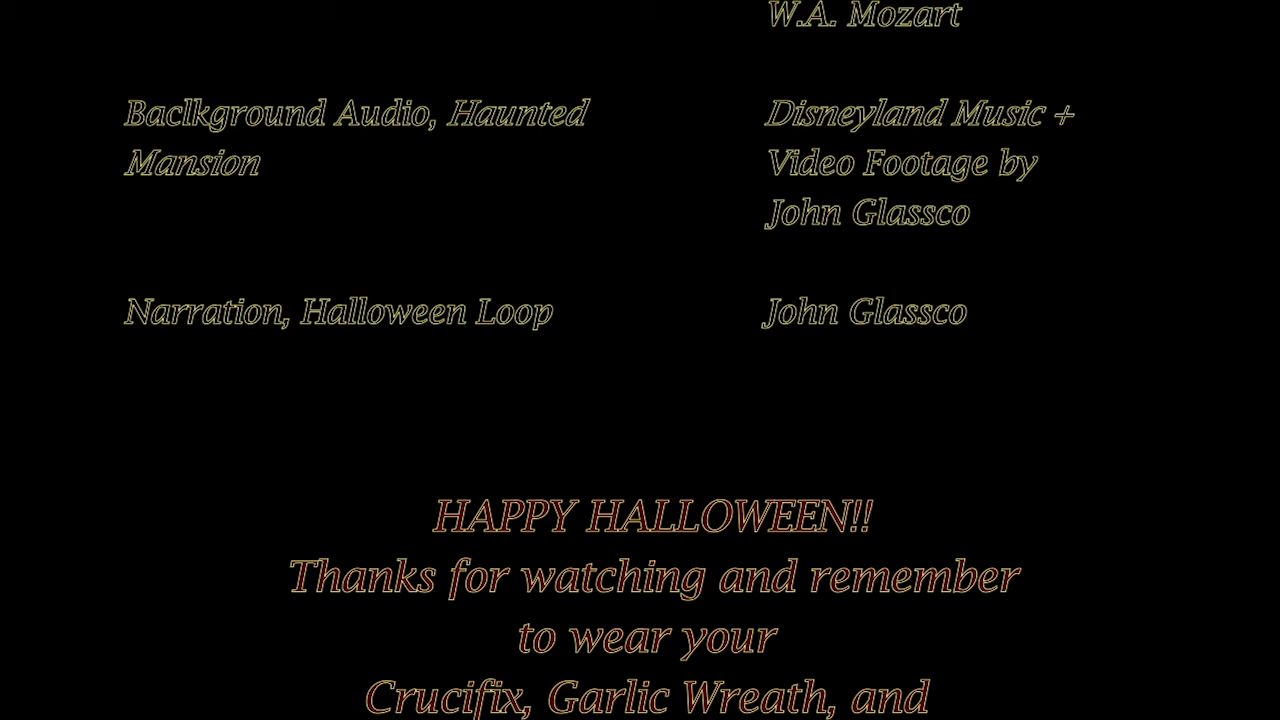 W.A. Mozart
Baclkground Audio, Haunted
Mansion
Disneyland Music +
Video Footage by
John Glassco
Narration, Halloween Loop
John Glassco
HAPPY HALLOWEEN!!
Thanks for watching and remember
to wear your
Crucifix, Garlic Wreath, and